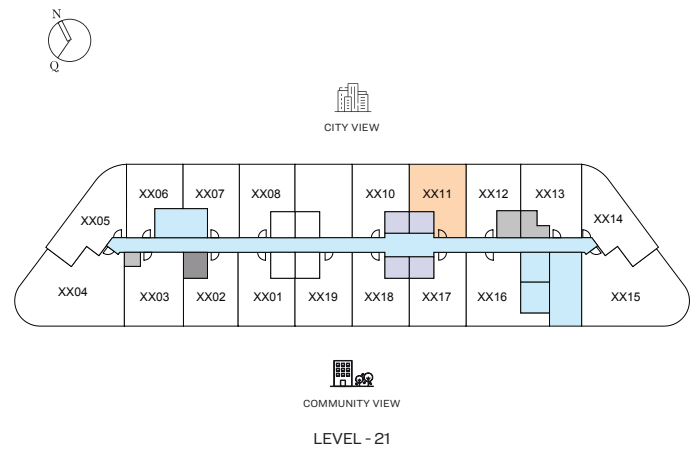 N
Q
CITY VIEW
XX06 XX07 XX08 XX10 XX11 XX12 XX13
XX05 XX14
XX04 XX03 XX02 XX01 XX19 XX18 XX17 XX16 XX15
COMMUNITY VIEW
LEVEL - 21